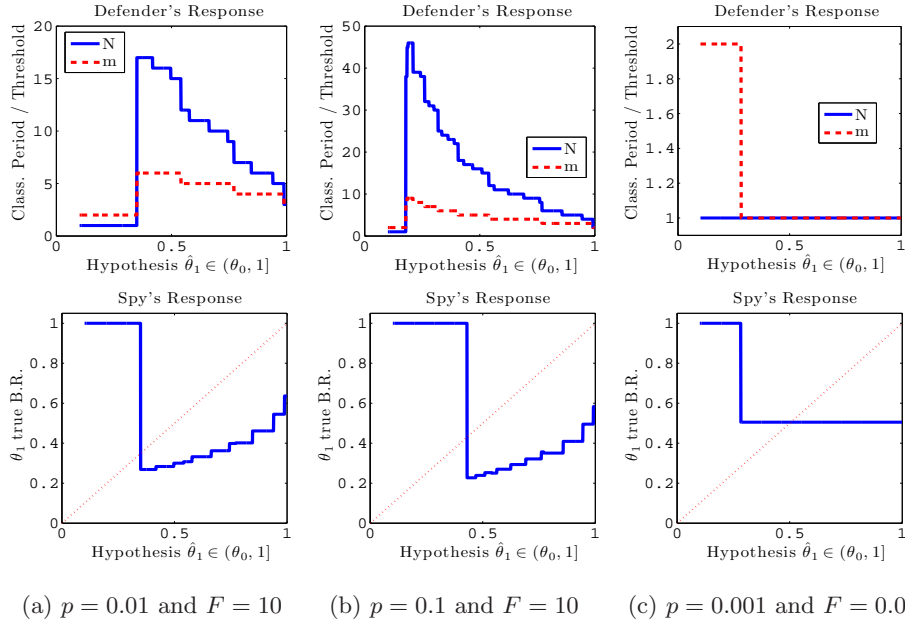 Defender's Response
Class. Period / Threshold
20
15
10
5
0
N
m
0.5
1
Hypothesis θ̂₁ ∈ (θ₀, 1]
Defender's Response
Class. Period / Threshold
50
40
30
20
10
0
N
m
0.5
1
Hypothesis θ̂₁ ∈ (θ₀, 1]
Defender's Response
Class. Period / Threshold
2
1.8
1.6
1.4
1.2
1
N
m
0
0.5
1
Hypothesis θ̂₁ ∈ (θ₀, 1]
Spy's Response
θ₁ true B.R.
1
0.8
0.6
0.4
0.2
0
0
0.5
1
Hypothesis θ̂₁ ∈ (θ₀, 1]
Spy's Response
θ₁ true B.R.
1
0.8
0.6
0.4
0.2
0
0
0.5
1
Hypothesis θ̂₁ ∈ (θ₀, 1]
Spy's Response
θ₁ true B.R.
1
0.8
0.6
0.4
0.2
0
0
0.5
1
Hypothesis θ̂₁ ∈ (θ₀, 1]
(a) p = 0.01 and F = 10
(b) p = 0.1 and F = 10
(c) p = 0.001 and F = 0.0